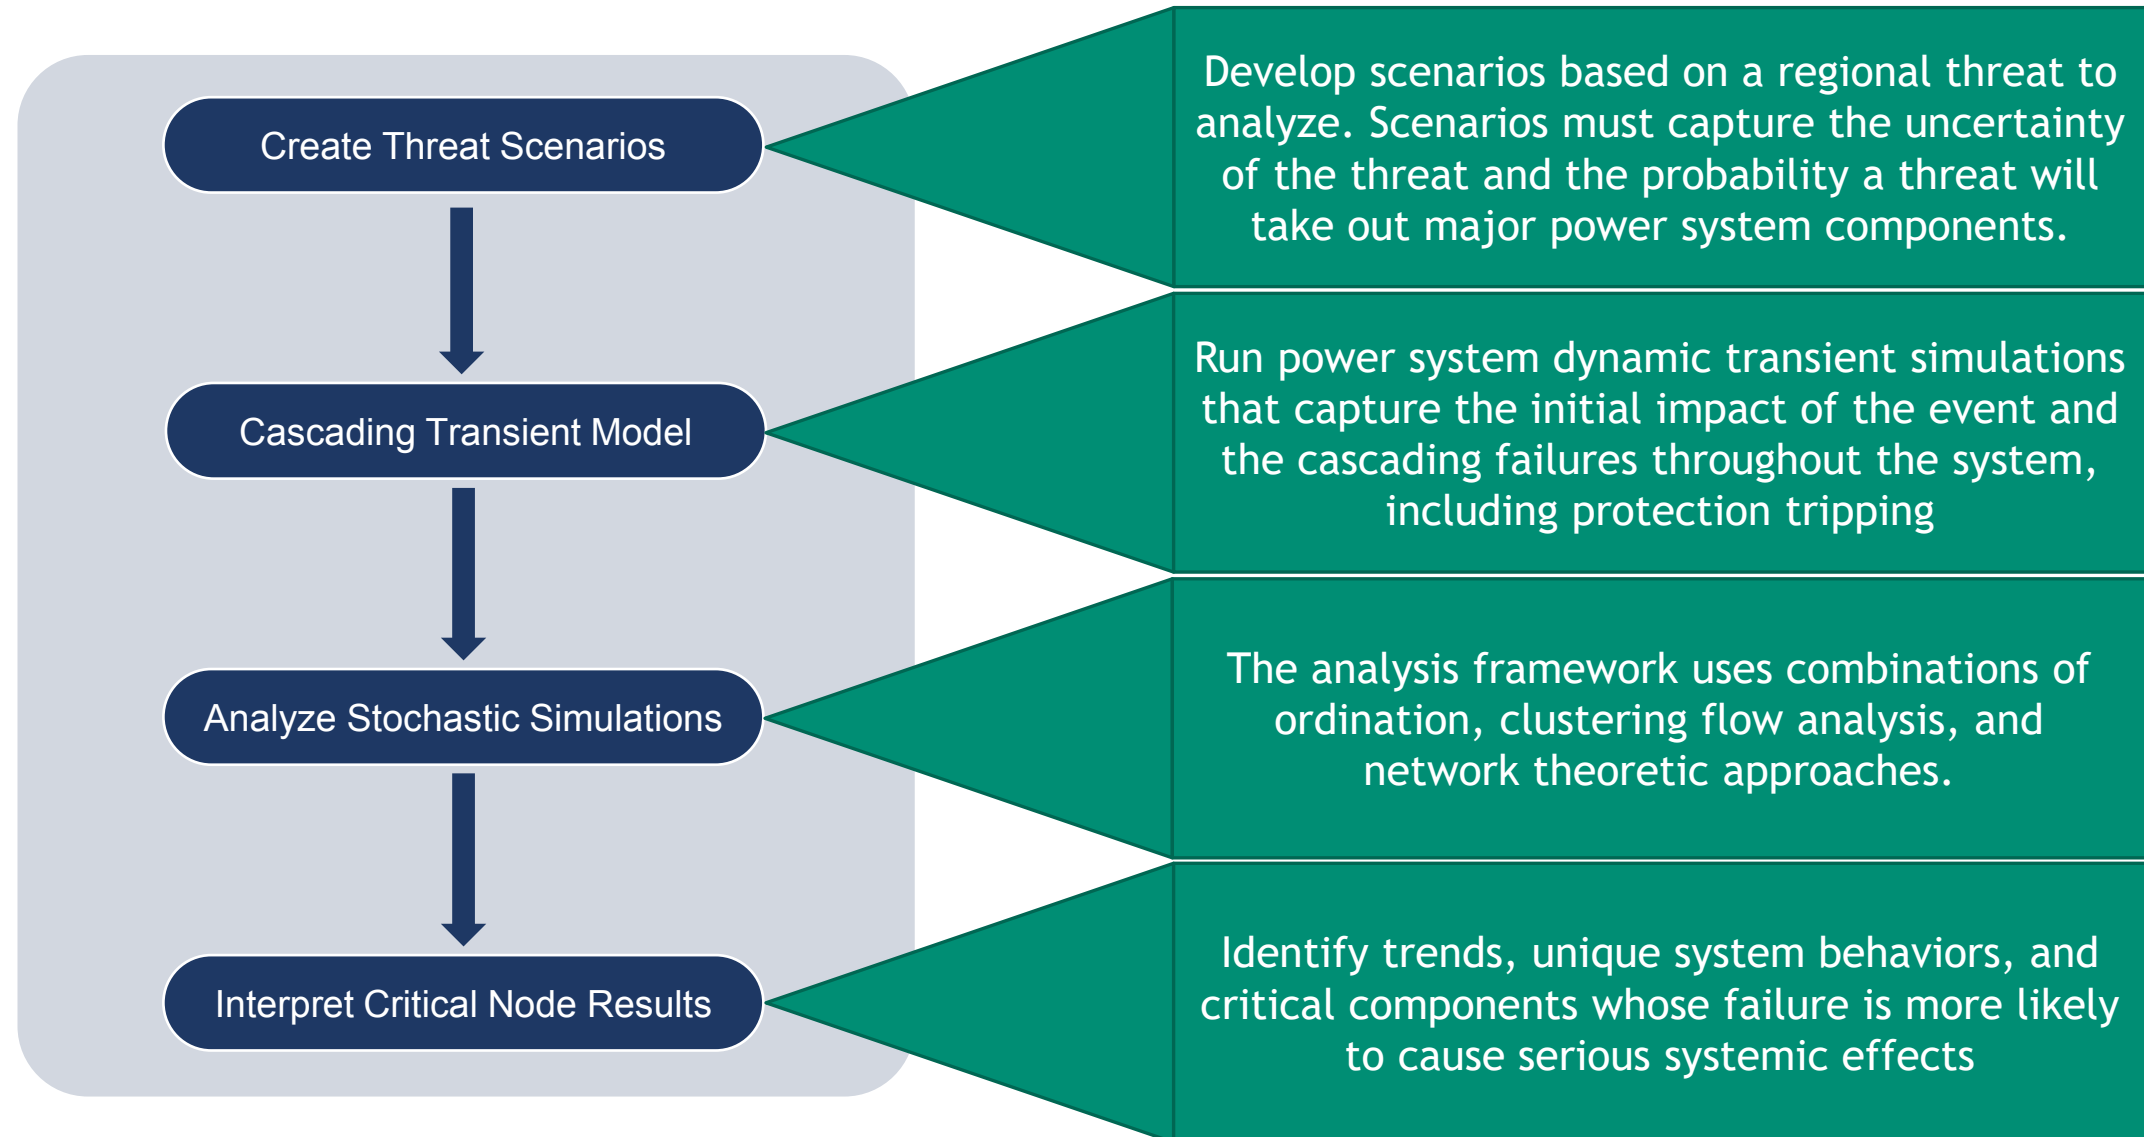 Create Threat Scenarios
Develop scenarios based on a regional threat to
analyze. Scenarios must capture the uncertainty
of the threat and the probability a threat will
take out major power system components.
Cascading Transient Model
Run power system dynamic transient simulations
that capture the initial impact of the event and
the cascading failures throughout the system,
including protection tripping
Analyze Stochastic Simulations
The analysis framework uses combinations of
ordination, clustering flow analysis, and
network theoretic approaches.
Interpret Critical Node Results
Identify trends, unique system behaviors, and
critical components whose failure is more likely
to cause serious systemic effects